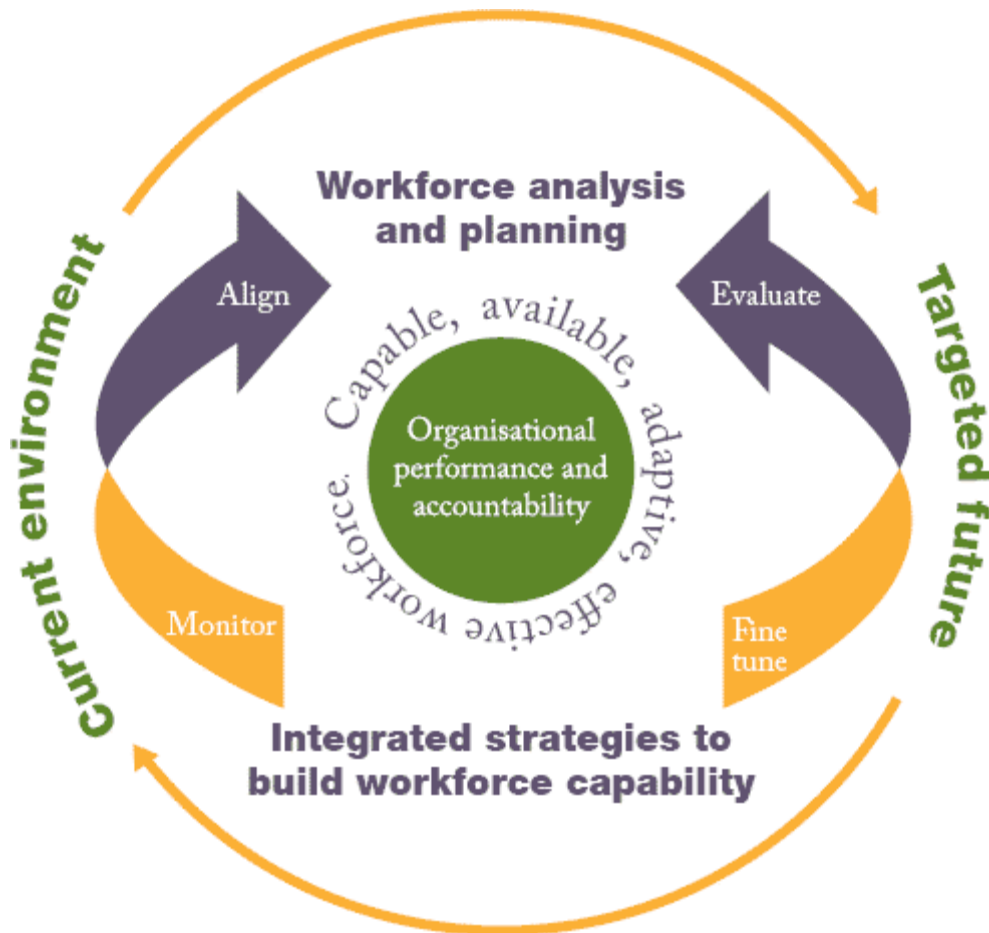 Workforce analysis
and planning
Current environment
Align
Evaluate
Targeted future
Capable, available, adaptive, effective workforce.
Organisational
performance and
accountability
Monitor
Fine
tune
Integrated strategies to
build workforce capability